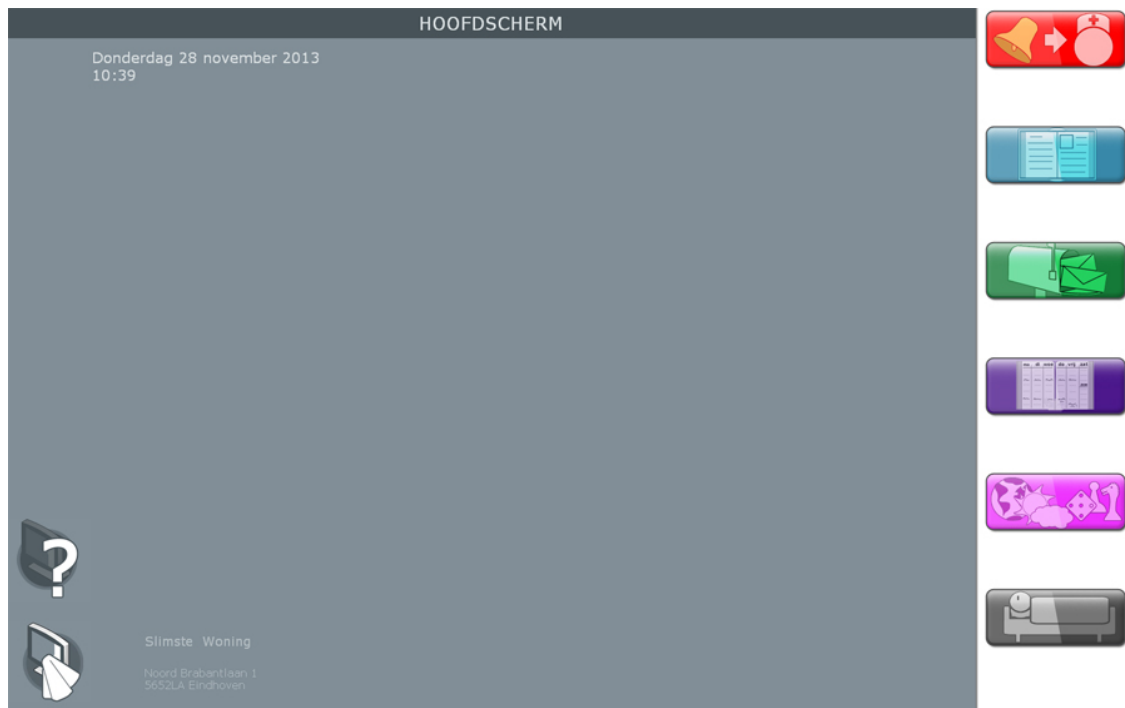 HOOFDSCHERM
Donderdag 28 november 2013
10:39
?
Slimste Woning
Noord Brabantlaan 1
5652LA Eindhoven